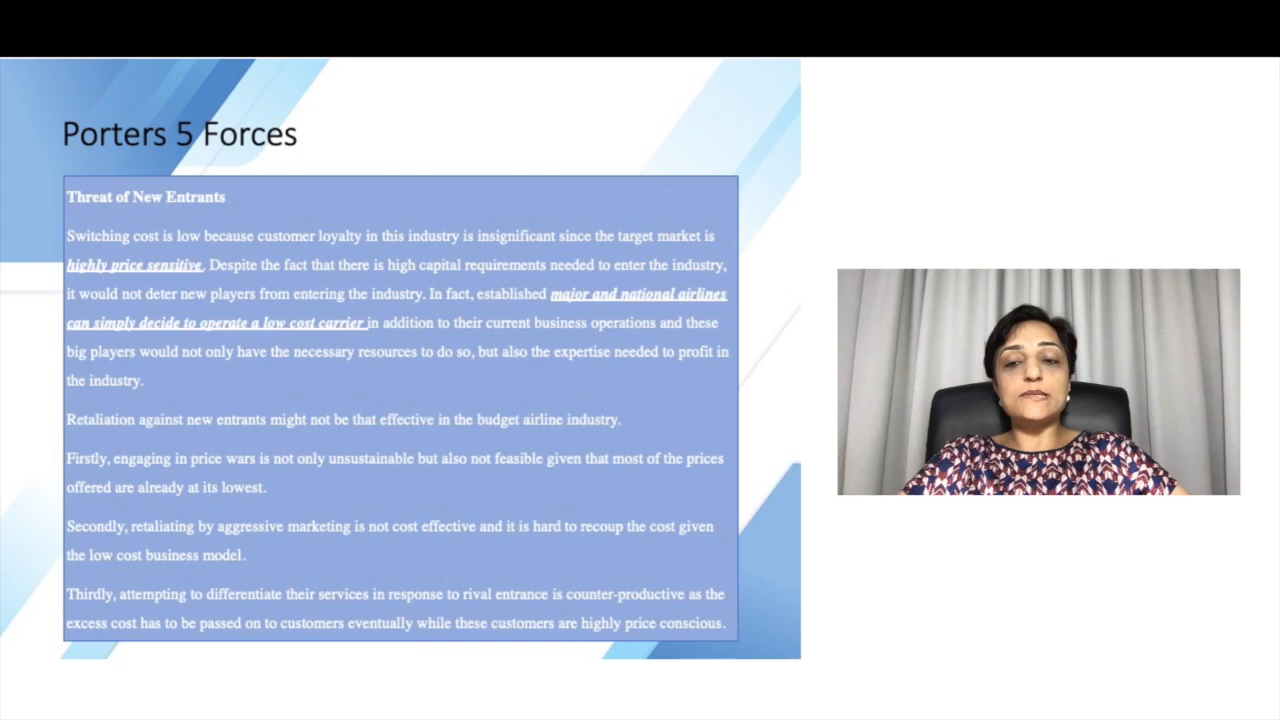 Porters 5 Forces
Threat of New Entrants
Switching cost is low because customer loyalty in this industry is insignificant since the target market is
highly price sensitive. Despite the fact that there is high capital requirements needed to enter the industry,
it would not deter new players from entering the industry. In fact, established major and national airlines
can simply decide to operate a low cost carrier in addition to their current business operations and these
big players would not only have the necessary resources to do so, but also the expertise needed to profit in
the industry.
Retaliation against new entrants might not be that effective in the budget airline industry.
Firstly, engaging in price wars is not only unsustainable but also not feasible given that most of the prices
offered are already at its lowest.
Secondly, retaliating by aggressive marketing is not cost effective and it is hard to recoup the cost given
the low cost business model.
Thirdly, attempting to differentiate their services in response to rival entrance is counter-productive as the
excess cost has to be passed on to customers eventually while these customers are highly price conscious.